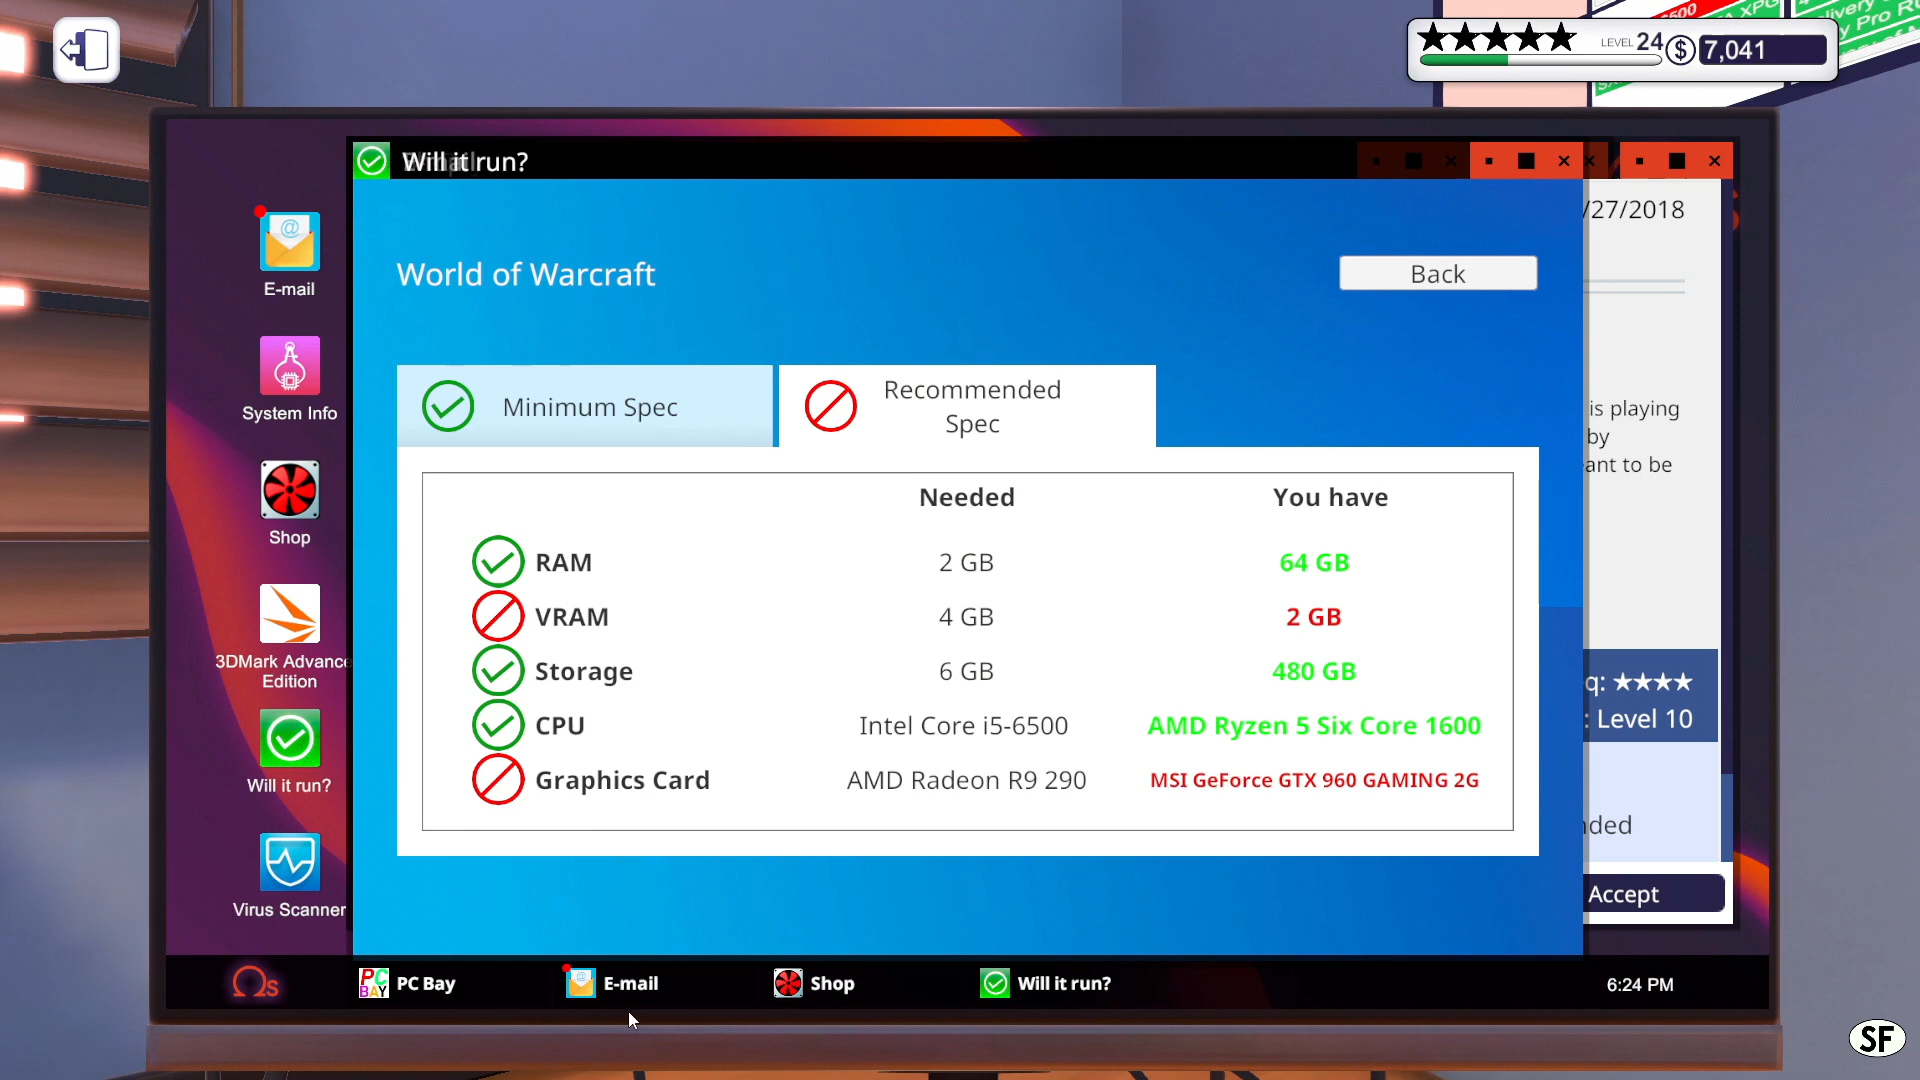 LEVEL 24
$ 7,041
Will it run?
/27/2018
World of Warcraft
Back
E-mail
System Info
Shop
3DMark Advance
Edition
Will it run?
Virus Scanner
Minimum Spec
Recommended
Spec
Needed
You have
RAM
2 GB
64 GB
VRAM
4 GB
2 GB
Storage
6 GB
480 GB
CPU
Intel Core i5-6500
AMD Ryzen 5 Six Core 1600
Graphics Card
AMD Radeon R9 290
MSI GeForce GTX 960 GAMING 2G
is playing
by
ant to be
q: ★★★★
: Level 10
ded
Accept
Ωs
PC BAY
PC Bay
E-mail
Shop
Will it run?
6:24 PM
SF